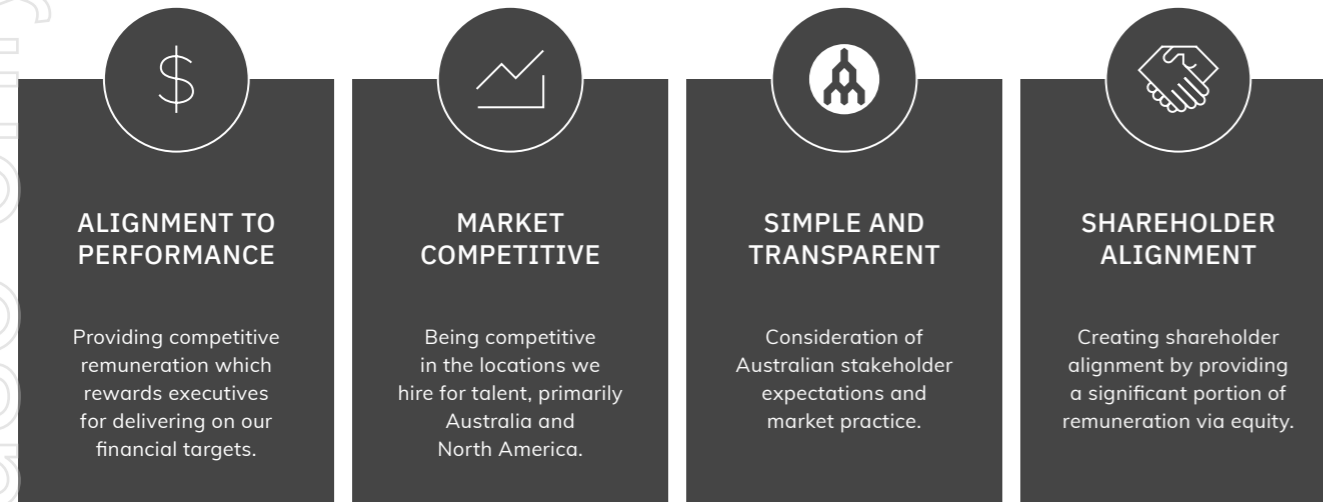 ALIGNMENT TO
PERFORMANCE
Providing competitive
remuneration which
rewards executives
for delivering on our
financial targets.
MARKET
COMPETITIVE
Being competitive
in the locations we
hire for talent, primarily
Australia and
North America.
SIMPLE AND
TRANSPARENT
Consideration of
Australian stakeholder
expectations and
market practice.
SHAREHOLDER
ALIGNMENT
Creating shareholder
alignment by providing
a significant portion of
remuneration via equity.